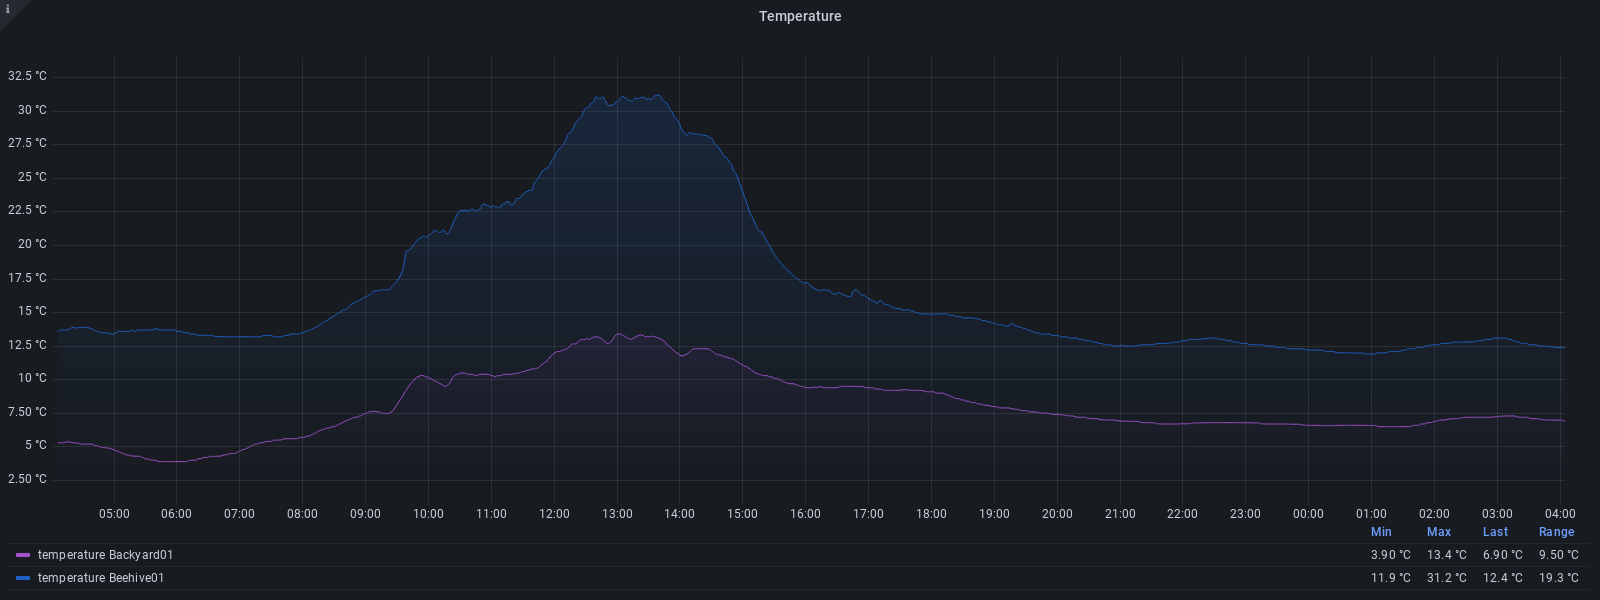 i
Temperature
32.5 °C
30 °C
27.5 °C
25 °C
22.5 °C
20 °C
17.5 °C
15 °C
12.5 °C
10 °C
7.50 °C
5 °C
2.50 °C
05:00 06:00 07:00 08:00 09:00 10:00 11:00 12:00 13:00 14:00 15:00 16:00 17:00 18:00 19:00 20:00 21:00 22:00 23:00 00:00 01:00 02:00 03:00 04:00
Min Max Last Range
temperature Backyard01 3.90 °C 13.4 °C 6.90 °C 9.50 °C
temperature Beehive01 11.9 °C 31.2 °C 12.4 °C 19.3 °C